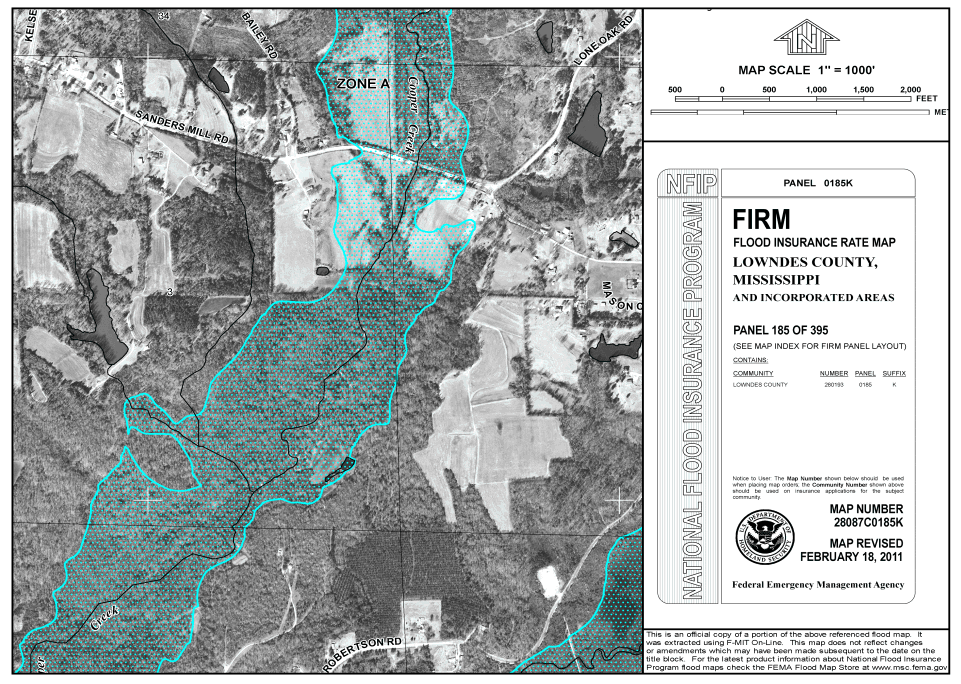 KELSE
34
BAILEY RD
LONE OAK RD
ZONE A
Cooper Creek
SANDERS MILL RD
3
MASON C
Creek
per
ROBERTSON RD
N
MAP SCALE 1" = 1000'
500 0 500 1,000 1,500 2,000
FEET
MET
NFIP
NATIONAL FLOOD INSURANCE PROGRAM
PANEL 0185K
FIRM
FLOOD INSURANCE RATE MAP
LOWNDES COUNTY,
MISSISSIPPI
AND INCORPORATED AREAS
PANEL 185 OF 395
(SEE MAP INDEX FOR FIRM PANEL LAYOUT)
CONTAINS:
COMMUNITY NUMBER PANEL SUFFIX
LOWNDES COUNTY 280193 0185 K
Notice to User: The Map Number shown below should be used
when placing map orders; the Community Number shown above
should be used on insurance applications for the subject
community.
MAP NUMBER
28087C0185K
MAP REVISED
FEBRUARY 18, 2011
U.S. DEPARTMENT OF HOMELAND SECURITY
Federal Emergency Management Agency
This is an official copy of a portion of the above referenced flood map. It
was extracted using F-MIT On-Line. This map does not reflect changes
or amendments which may have been made subsequent to the date on the
title block. For the latest product information about National Flood Insurance
Program flood maps check the FEMA Flood Map Store at www.msc.fema.gov